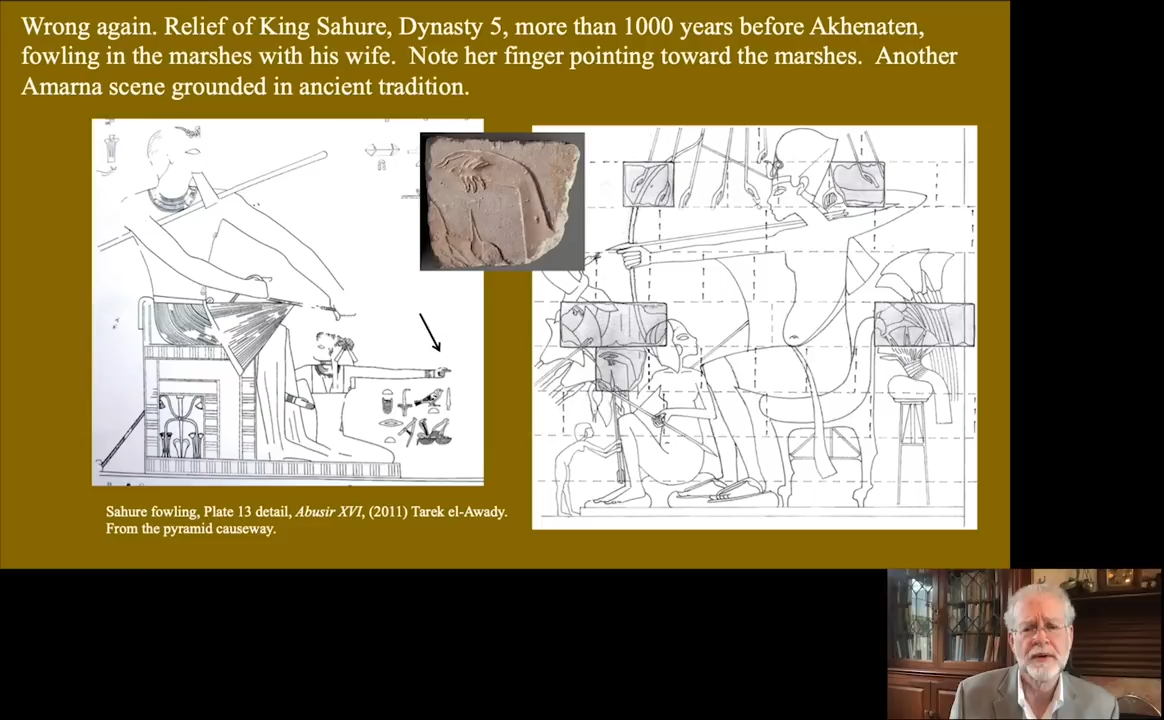 Wrong again. Relief of King Sahure, Dynasty 5, more than 1000 years before Akhenaten,
fowling in the marshes with his wife.  Note her finger pointing toward the marshes.  Another
Amarna scene grounded in ancient tradition.
Sahure fowling, Plate 13 detail, Abusir XVI, (2011) Tarek el-Awady.
From the pyramid causeway.